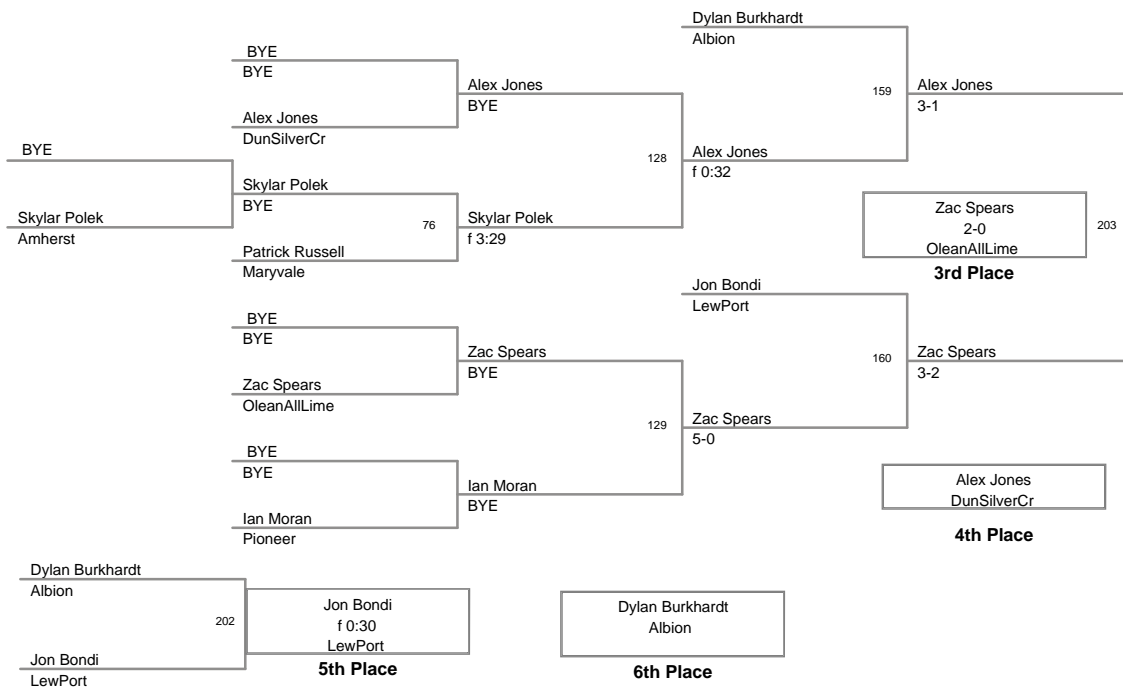 Dylan Burkhardt
Albion
BYE
BYE
Alex Jones
BYE
159
Alex Jones
3-1
Alex Jones
DunSilverCr
BYE
128
Alex Jones
f 0:32
Skylar Polek
BYE
Skylar Polek
Amherst
76
Skylar Polek
f 3:29
Patrick Russell
Maryvale
Zac Spears
2-0
OleanAllLime
203
3rd Place
Jon Bondi
LewPort
BYE
BYE
Zac Spears
BYE
160
Zac Spears
3-2
Zac Spears
OleanAllLime
129
Zac Spears
5-0
BYE
BYE
Ian Moran
BYE
Ian Moran
Pioneer
Alex Jones
DunSilverCr
4th Place
Dylan Burkhardt
Albion
202
Jon Bondi
f 0:30
LewPort
5th Place
Jon Bondi
LewPort
Dylan Burkhardt
Albion
6th Place